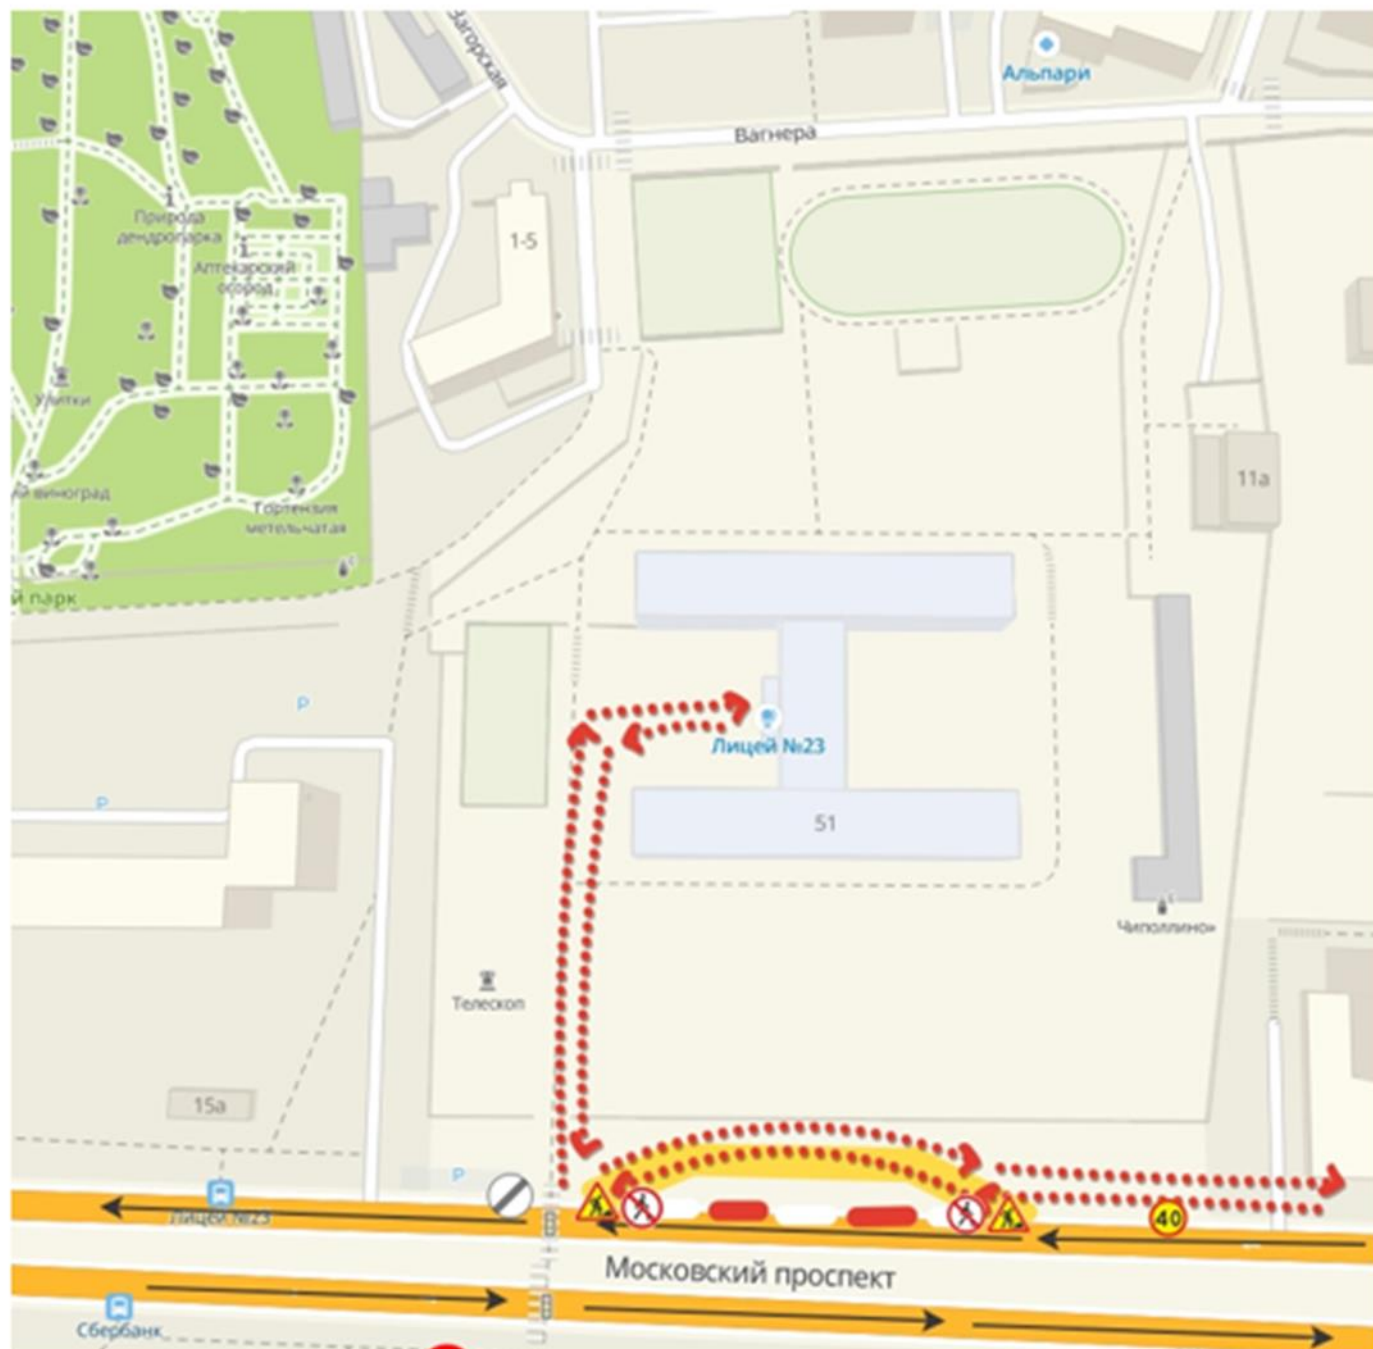 Загорская
Альпари
Вагнера
Природа
дендропарка
1-5
Аптекарский
огород
Улитки
11а
й виноград
Гортензия
метельчатая
й парк
P
Лицей №23
P
51
Чиполлино»
Телескоп
15а
P
Лицей №23
40
Московский проспект
Сбербанк